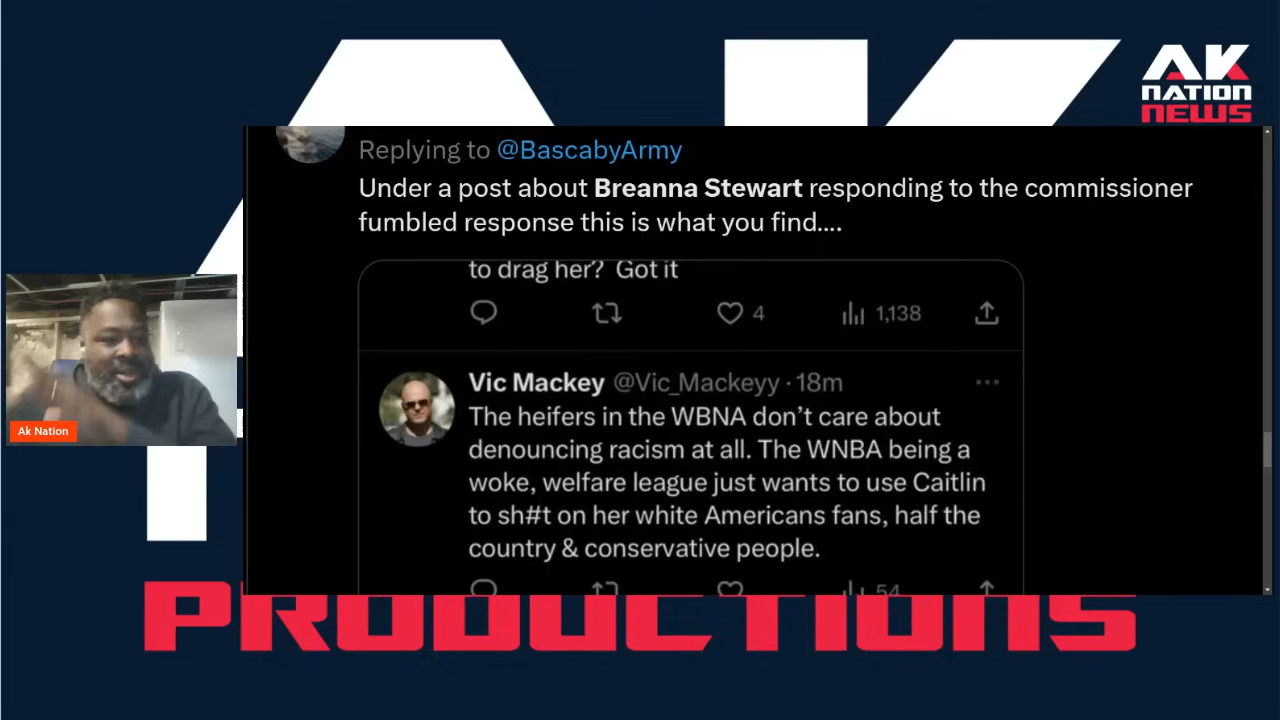 AK
NATION
NEWS
Replying to @BascabyArmy
Under a post about Breanna Stewart responding to the commissioner
fumbled response this is what you find....
to drag her? Got it
4
1,138
Vic Mackey @Vic_Mackeyy · 18m
The heifers in the WBNA don't care about
denouncing racism at all. The WNBA being a
woke, welfare league just wants to use Caitlin
to sh#t on her white Americans fans, half the
country & conservative people.
54
Ak Nation
PRODUCTIONS